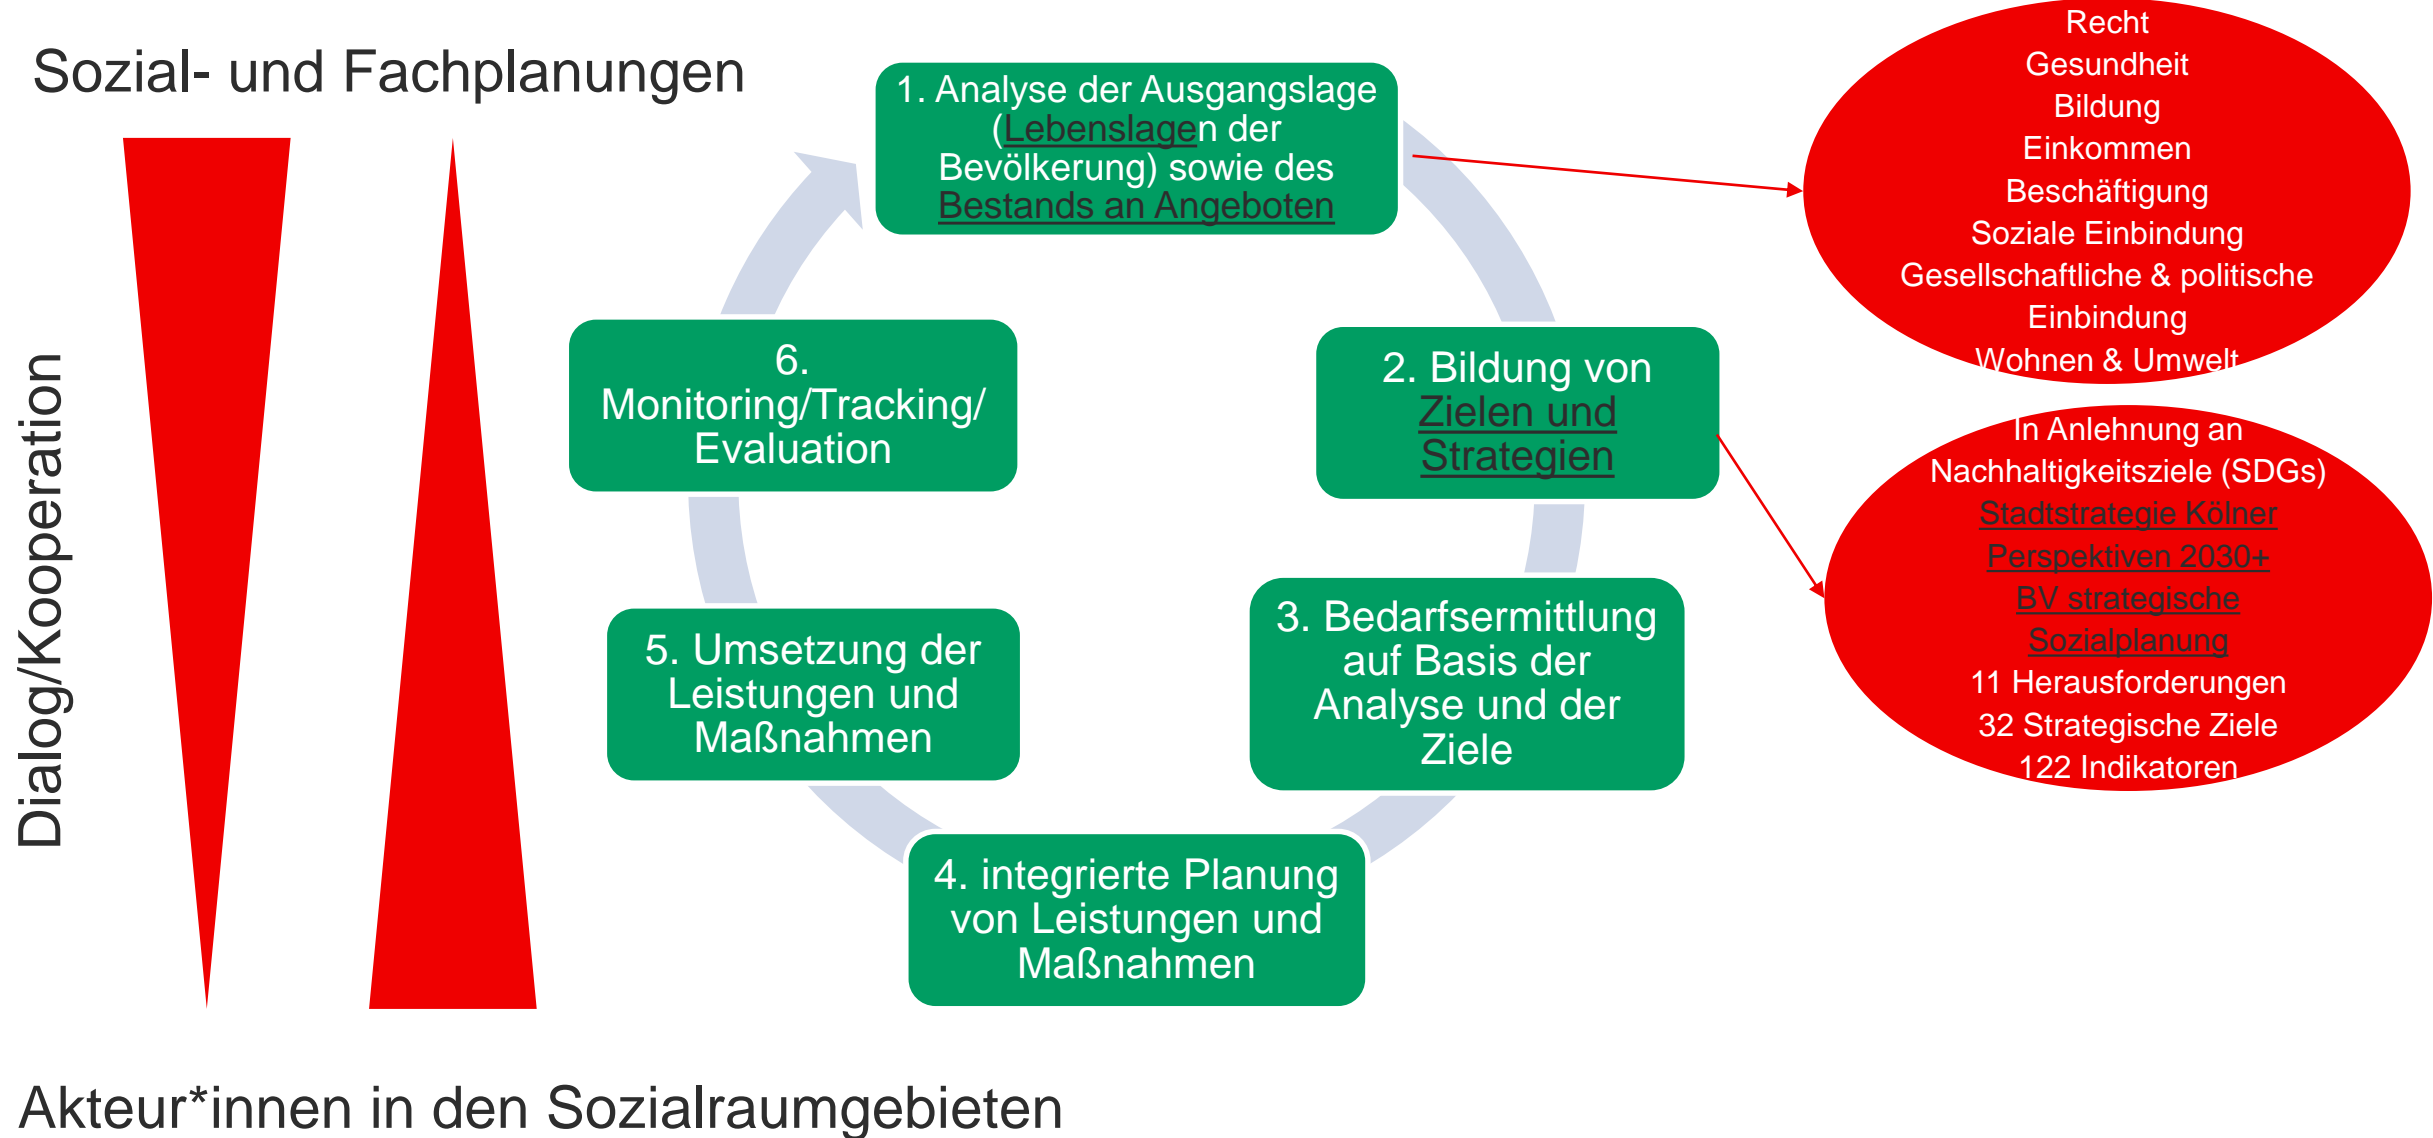 Sozial- und Fachplanungen
Dialog/Kooperation
1. Analyse der Ausgangslage
(Lebenslagen der
Bevölkerung) sowie des
Bestands an Angeboten
2. Bildung von
Zielen und
Strategien
3. Bedarfsermittlung
auf Basis der
Analyse und der
Ziele
4. integrierte Planung
von Leistungen und
Maßnahmen
5. Umsetzung der
Leistungen und
Maßnahmen
6.
Monitoring/Tracking/
Evaluation
Recht
Gesundheit
Bildung
Einkommen
Beschäftigung
Soziale Einbindung
Gesellschaftliche & politische
Einbindung
Wohnen & Umwelt
In Anlehnung an
Nachhaltigkeitsziele (SDGs)
Stadtstrategie Kölner
Perspektiven 2030+
BV strategische
Sozialplanung
11 Herausforderungen
32 Strategische Ziele
122 Indikatoren
Akteur*innen in den Sozialraumgebieten